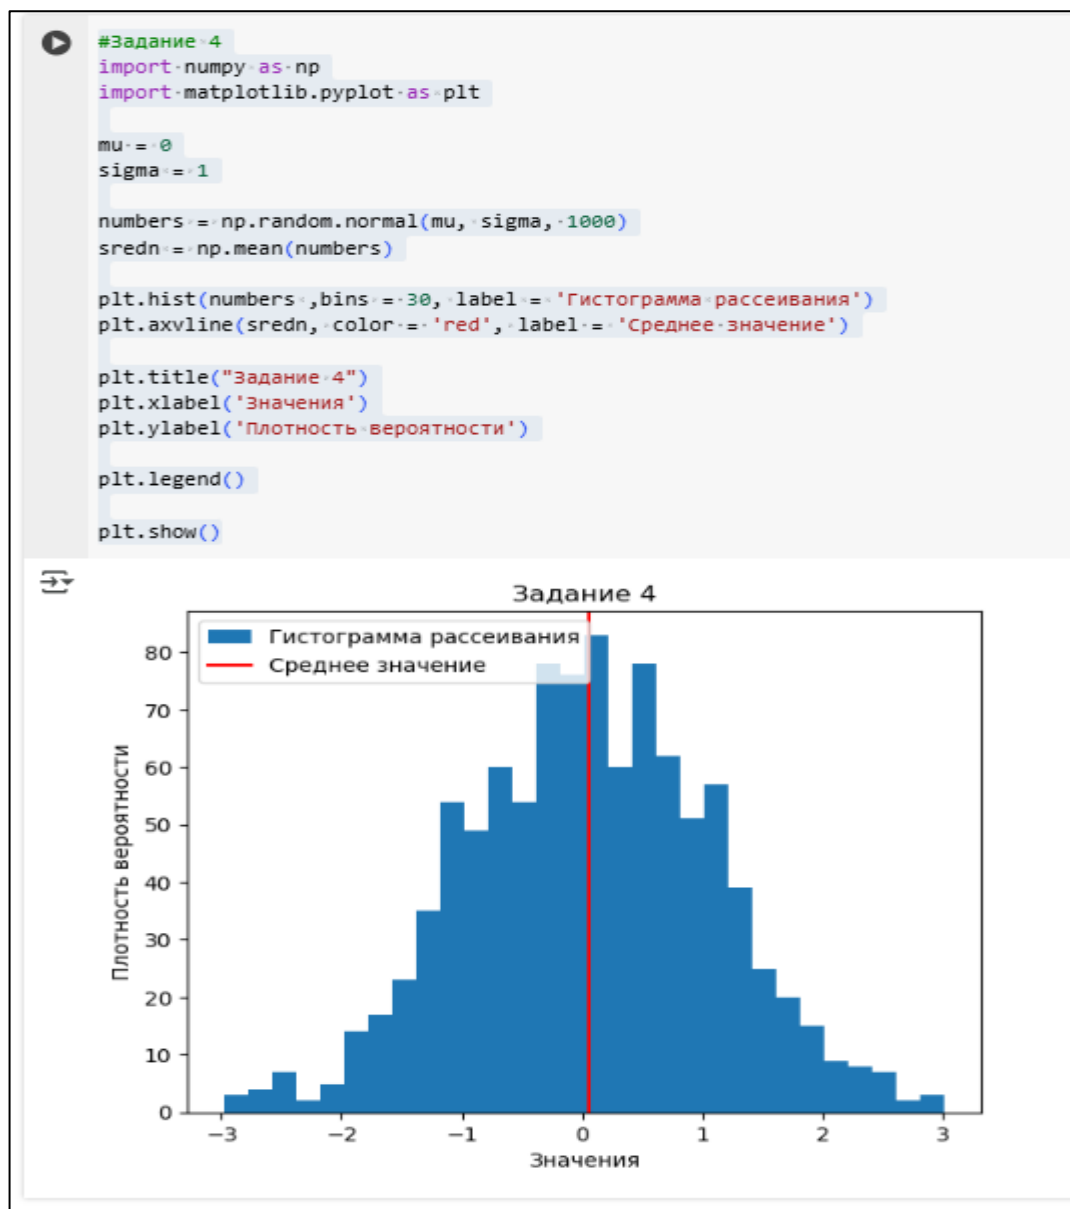 #Задание 4
import numpy as np
import matplotlib.pyplot as plt
mu = 0
sigma = 1
numbers = np.random.normal(mu, sigma, 1000)
sredn = np.mean(numbers)
plt.hist(numbers ,bins = 30, label = 'Гистограмма рассеивания')
plt.axvline(sredn, color = 'red', label = 'Среднее значение')
plt.title("Задание 4")
plt.xlabel('Значения')
plt.ylabel('Плотность вероятности')
plt.legend()
plt.show()
Задание 4
Гистограмма рассеивания
Среднее значение
Плотность вероятности
80
70
60
50
40
30
20
10
0
−3 −2 −1 0 1 2 3
Значения